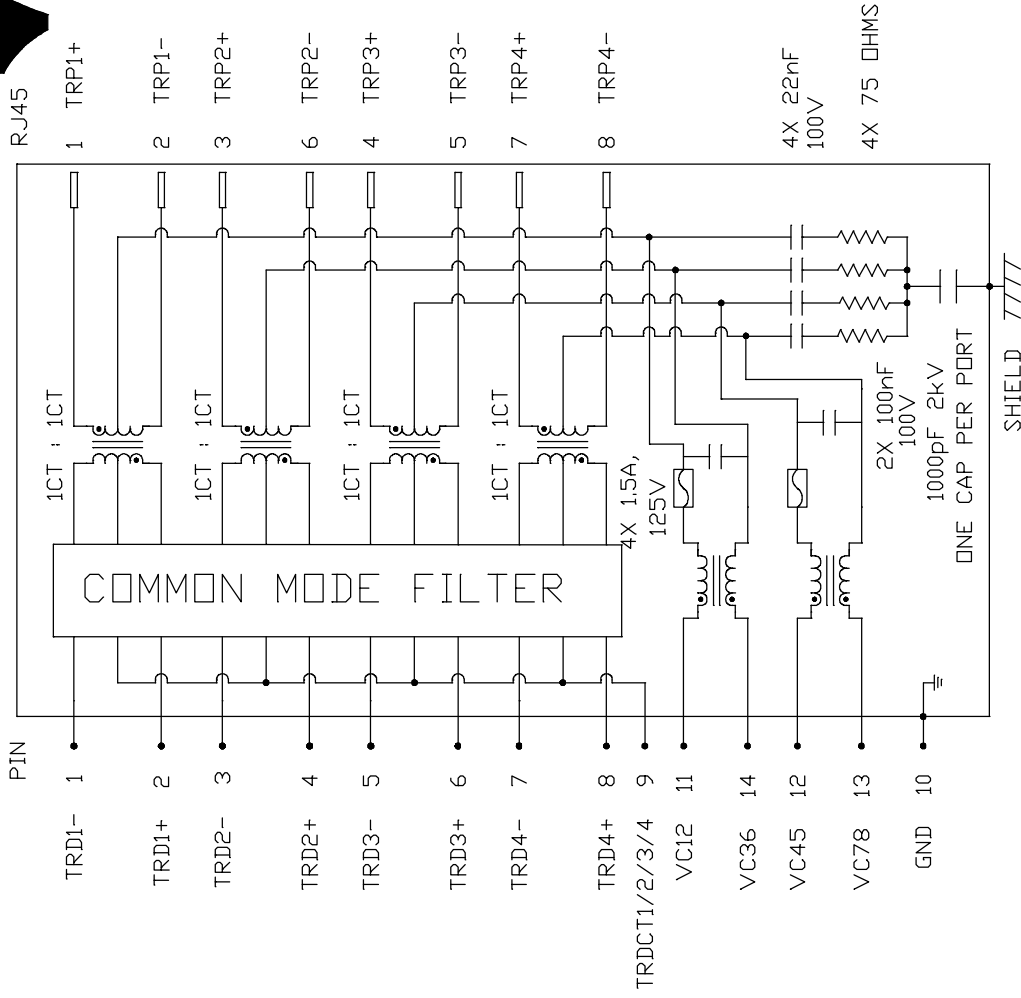 RJ45
1 TRP1+
2 TRP1-
3 TRP2+
6 TRP2-
4 TRP3+
5 TRP3-
7 TRP4+
8 TRP4-
4X 22nF
100V
4X 75 OHMS
1CT : 1CT
1CT : 1CT
1CT : 1CT
1CT : 1CT
4X 1.5A,
125V
2X 100nF
100V
1000pF 2kV
ONE CAP PER PORT
SHIELD
COMMON MODE FILTER
PIN
TRD1- 1
TRD1+ 2
TRD2- 3
TRD2+ 4
TRD3- 5
TRD3+ 6
TRD4- 7
TRD4+ 8
TRDCT1/2/3/4 9
VC12 11
VC36 14
VC45 12
VC78 13
GND 10